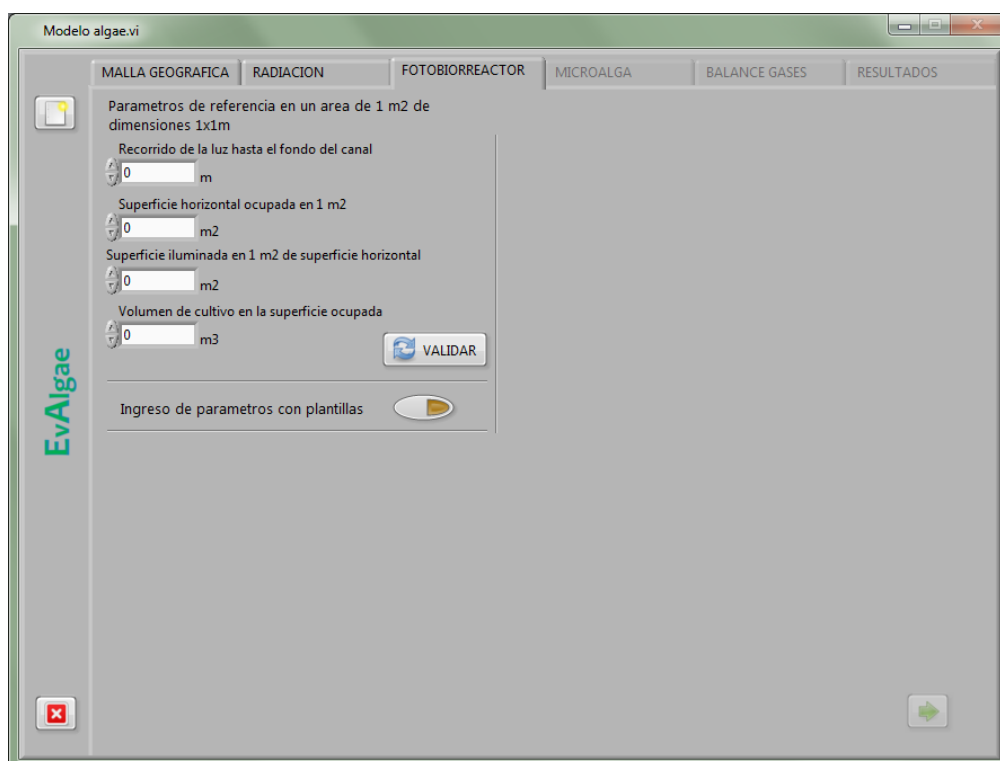 Modelo algae.vi
MALLA GEOGRAFICA
RADIACION
FOTOBIORREACTOR
MICROALGA
BALANCE GASES
RESULTADOS
Parametros de referencia en un area de 1 m2 de
dimensiones 1x1m
Recorrido de la luz hasta el fondo del canal
0
m
Superficie horizontal ocupada en 1 m2
0
m2
Superficie iluminada en 1 m2 de superficie horizontal
0
m2
Volumen de cultivo en la superficie ocupada
0
m3
VALIDAR
Ingreso de parametros con plantillas
EvAlgae